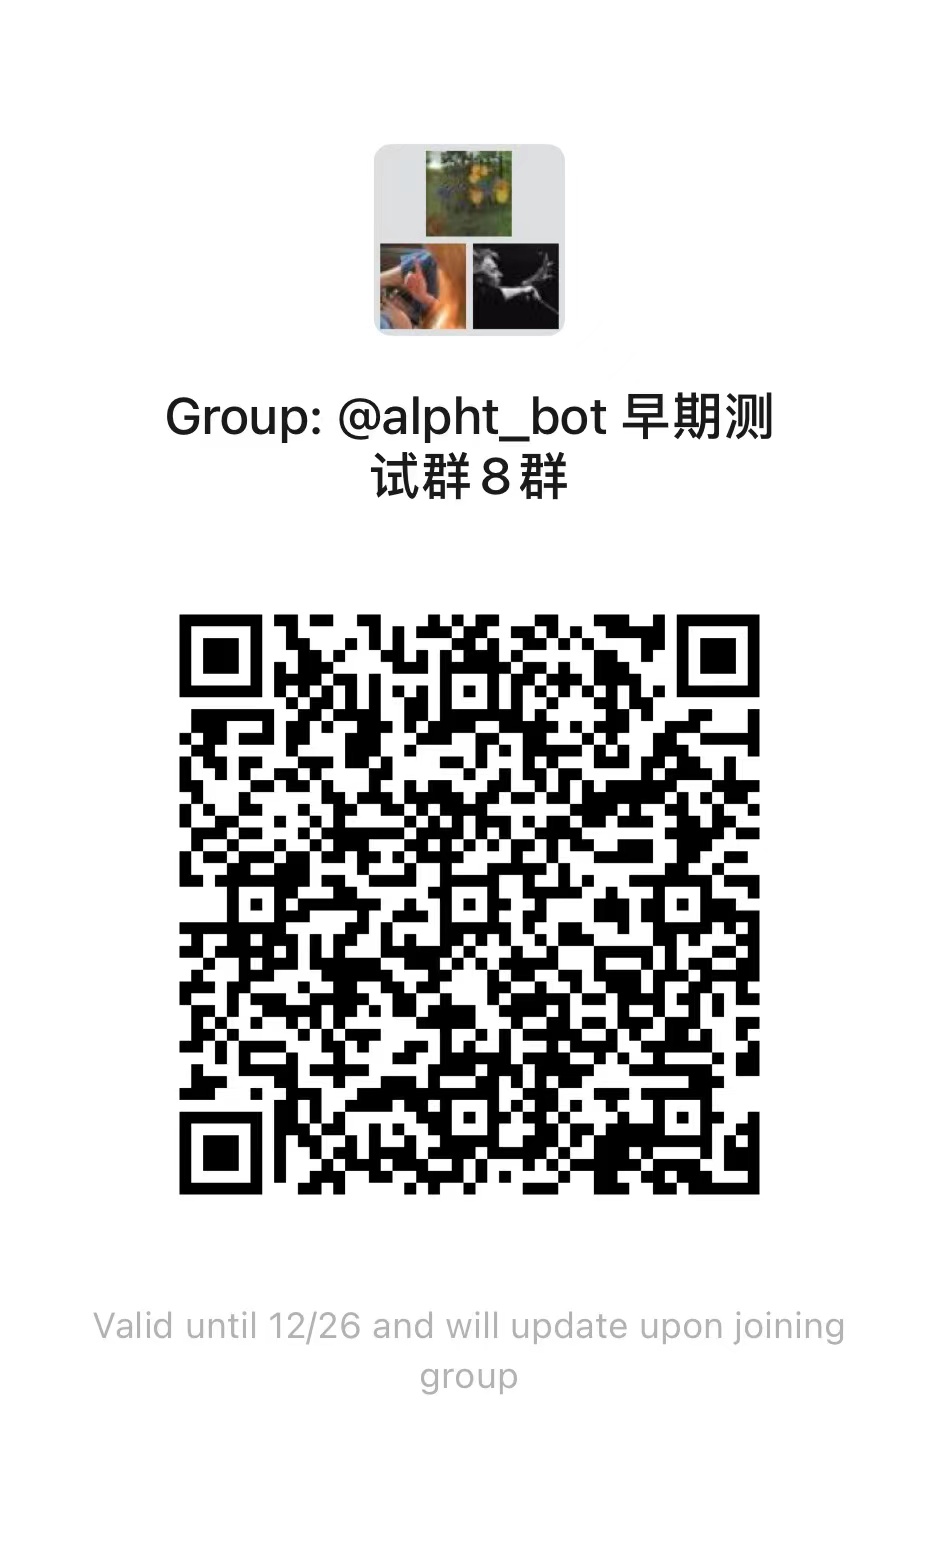 Group: @alpht_bot 早期测
试群8群
Valid until 12/26 and will update upon joining
group